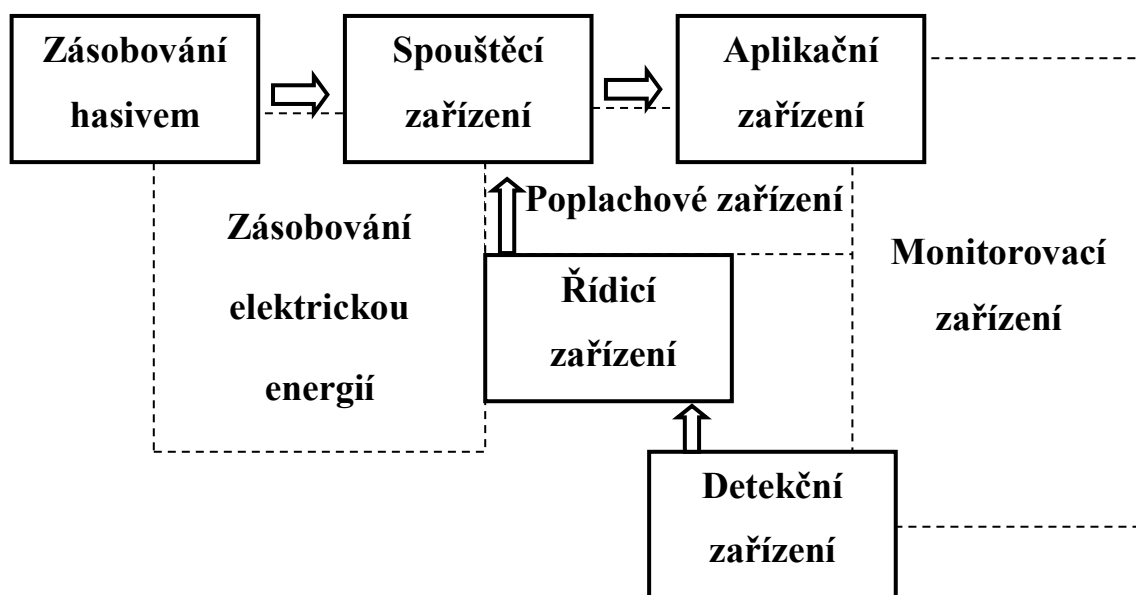 Zásobování
hasivem
Spouštěcí
zařízení
Aplikační
zařízení
Zásobování
elektrickou
energií
Poplachové zařízení
Řídicí
zařízení
Monitorovací
zařízení
Detekční
zařízení